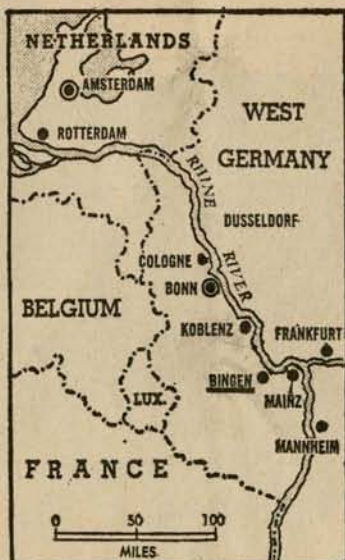 NETHERLANDS
AMSTERDAM
ROTTERDAM
WEST
GERMANY
RHINE
RIVER
DUSSELDORF
COLOGNE
BONN
BELGIUM
KOBLENZ
FRANKFURT
BINGEN
LUX.
MAINZ
MANNHEIM
FRANCE
0 50 100
MILES